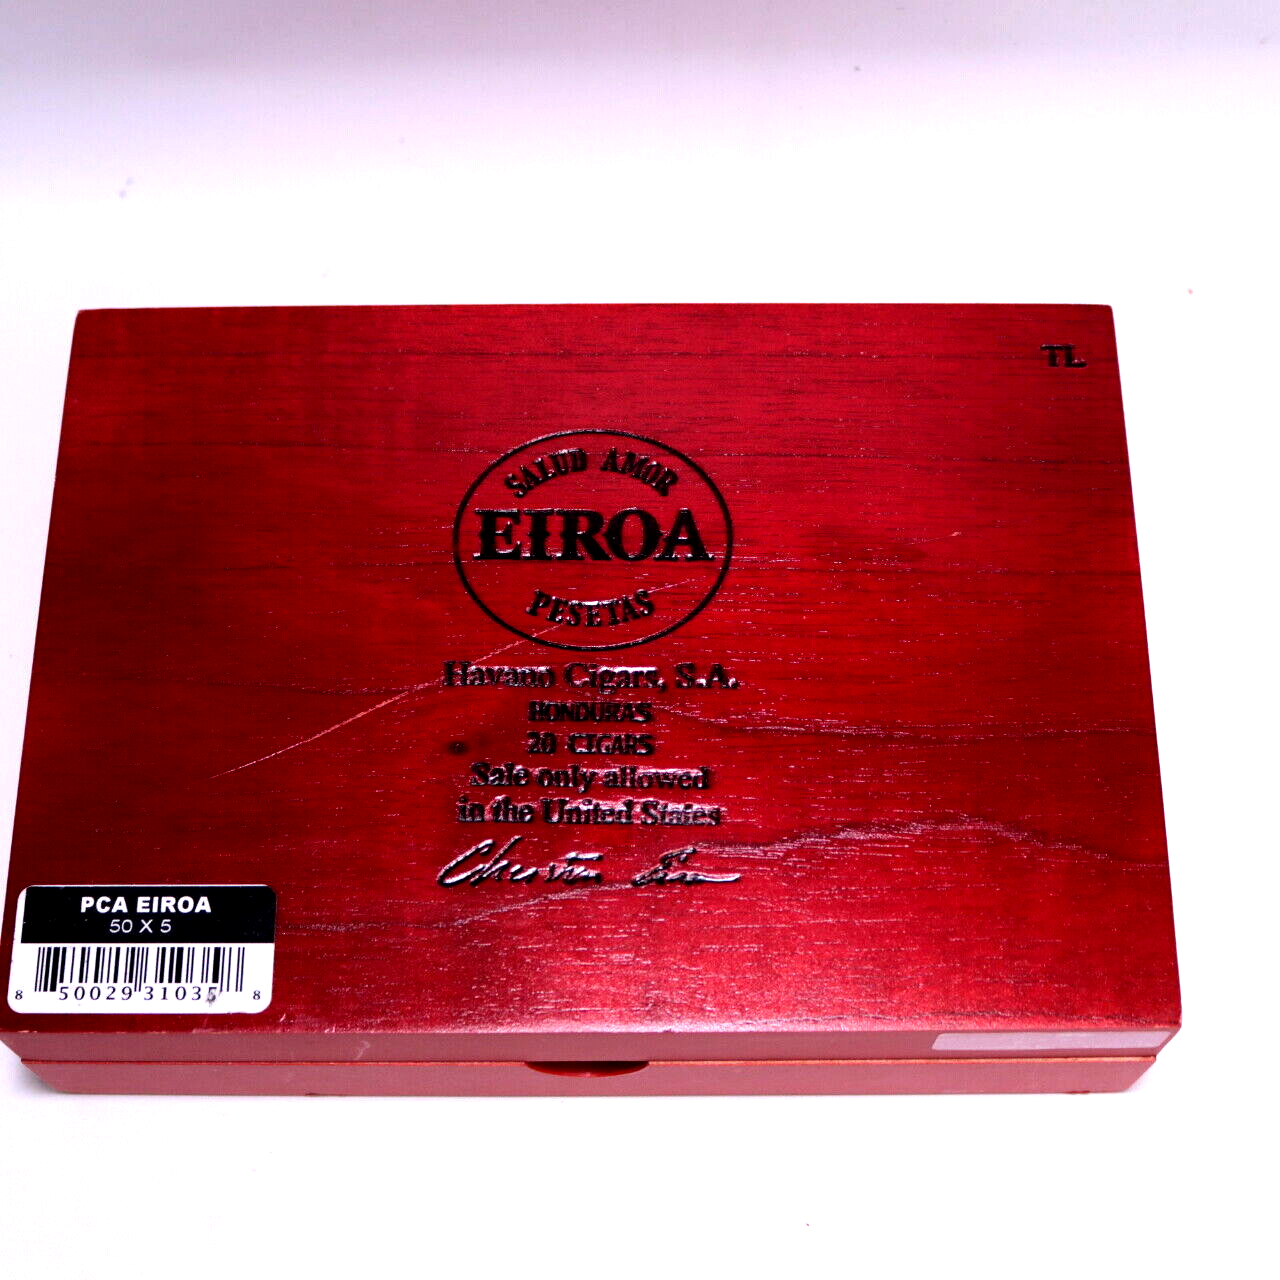 TL
SALUD AMOR
EIROA
PESETAS
Havano Cigars, S.A.
HONDURAS
20 CIGARS
Sale only allowed
in the United States
PCA EIROA
50 X 5
8 50029 31035 8